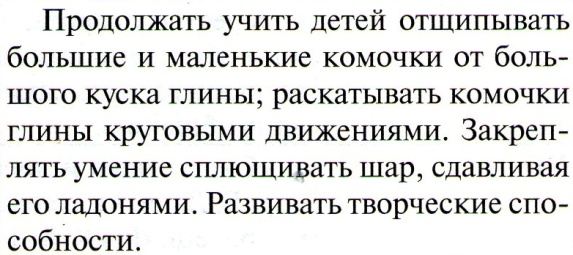 Продолжать учить детей отщипывать
большие и маленькие комочки от боль-
шого куска глины; раскатывать комочки
глины круговыми движениями. Закреп-
лять умение сплющивать шар, сдавливая
его ладонями. Развивать творческие спо-
собности.